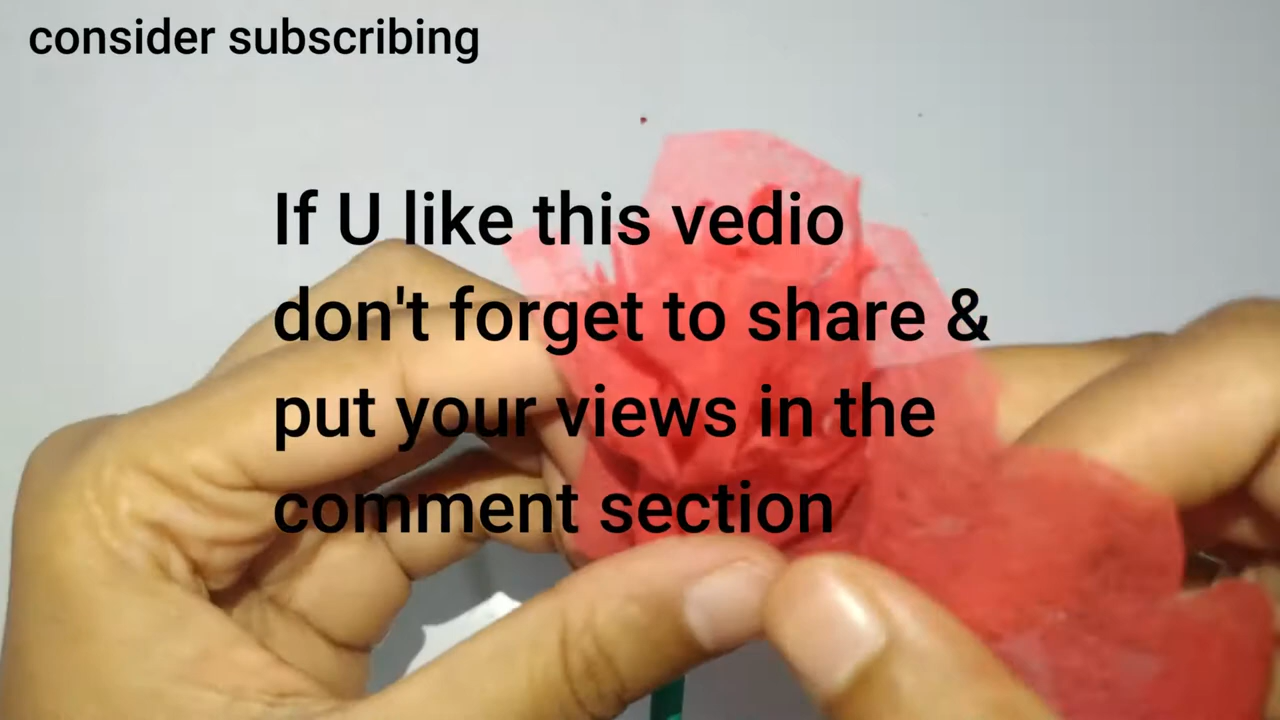 consider subscribing
If U like this vedio
don't forget to share &
put your views in the
comment section